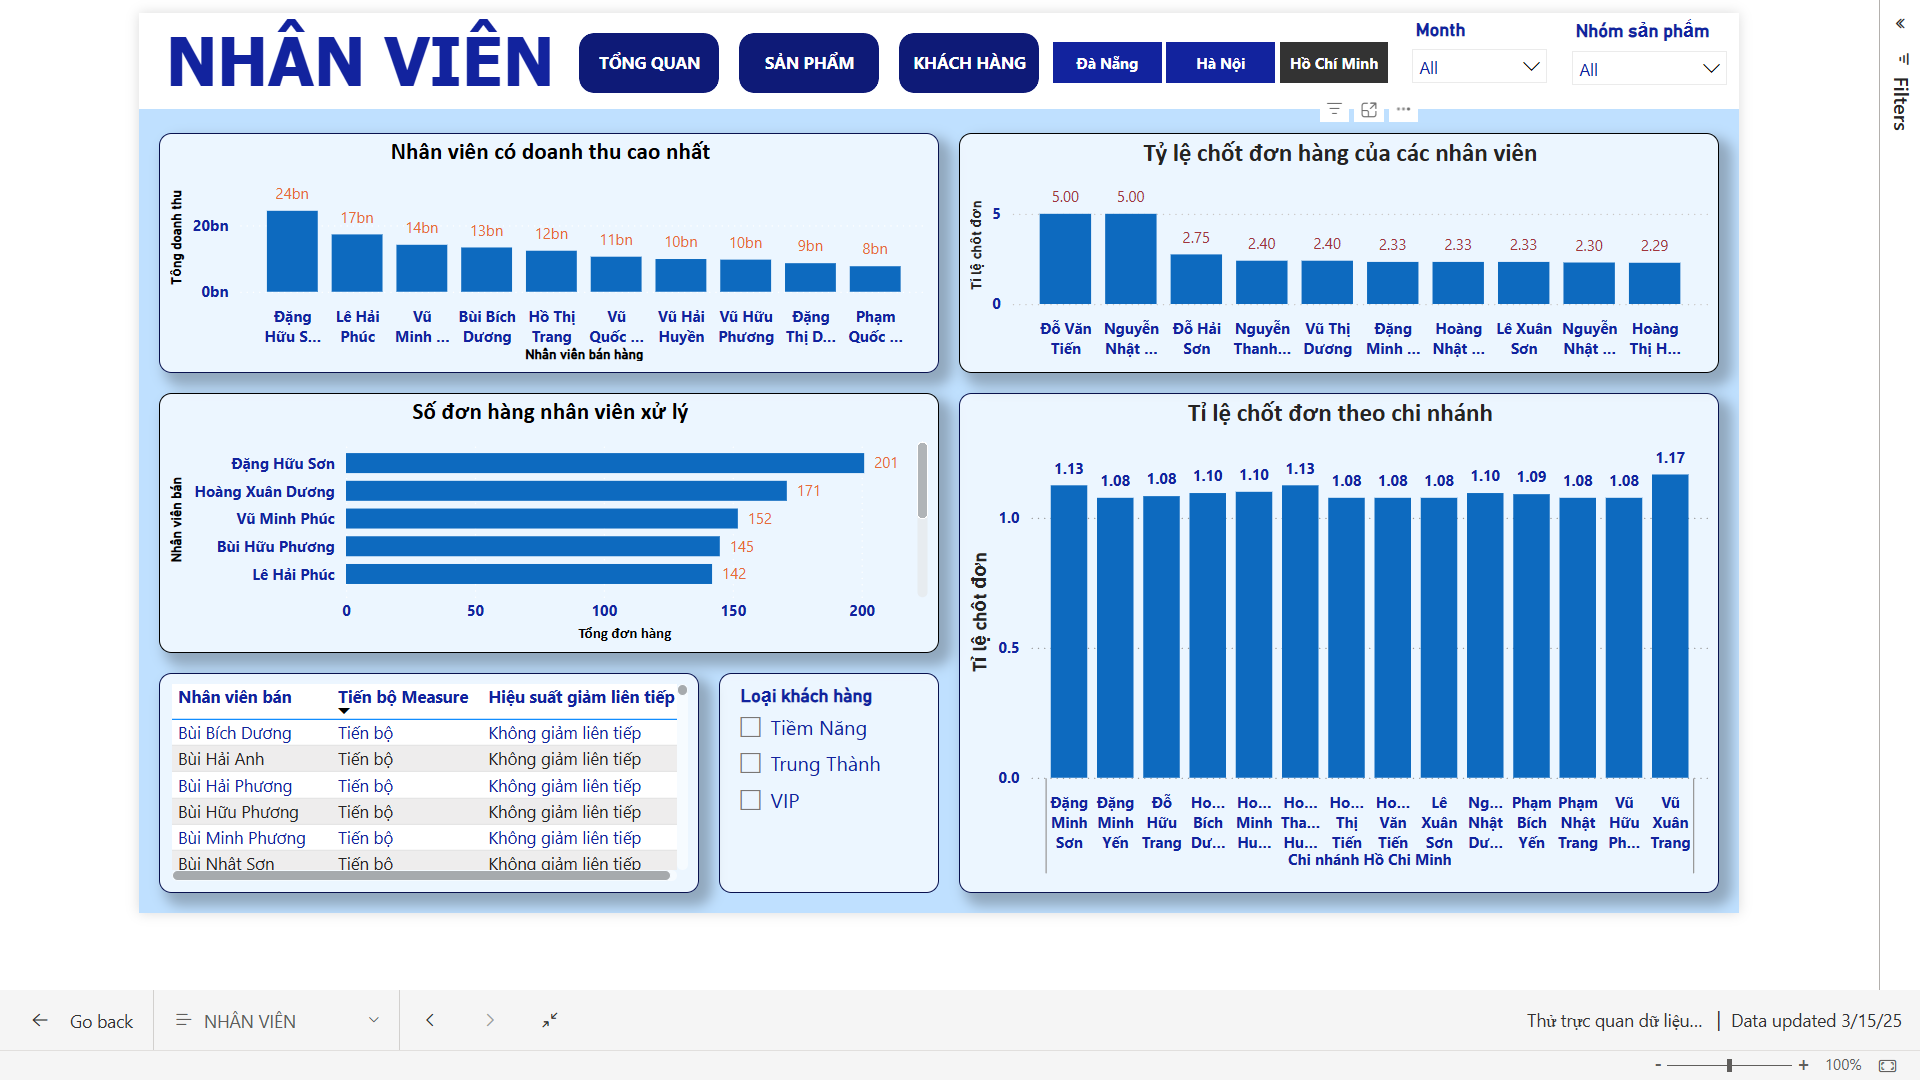 NHÂN VIÊN
TỔNG QUAN
SẢN PHẨM
KHÁCH HÀNG
Đà Nẵng
Hà Nội
Hồ Chí Minh
Month
All
Nhóm sản phẩm
All
Filters
Nhân viên có doanh thu cao nhất
Tổng doanh thu
20bn
0bn
24bn
17bn
14bn
13bn
12bn
11bn
10bn
10bn
9bn
8bn
Đặng Hữu S...
Lê Hải Phúc
Vũ Minh ...
Bùi Bích Dương
Hồ Thị Trang
Vũ Quốc ...
Vũ Hải Huyền
Vũ Hữu Phương
Đặng Thị D...
Phạm Quốc ...
Nhân viên bán hàng
Tỷ lệ chốt đơn hàng của các nhân viên
Tỉ lệ chốt đơn
5
0
5.00
5.00
2.75
2.40
2.40
2.33
2.33
2.33
2.30
2.29
Đỗ Văn Tiến
Nguyễn Nhật ...
Đỗ Hải Sơn
Nguyễn Thanh...
Vũ Thị Dương
Đặng Minh ...
Hoàng Nhật ...
Lê Xuân Sơn
Nguyễn Nhật ...
Hoàng Thị H...
Số đơn hàng nhân viên xử lý
Nhân viên bán
Đặng Hữu Sơn 201
Hoàng Xuân Dương 171
Vũ Minh Phúc 152
Bùi Hữu Phương 145
Lê Hải Phúc 142
0 50 100 150 200
Tổng đơn hàng
Tỉ lệ chốt đơn theo chi nhánh
Tỉ lệ chốt đơn
1.0
0.5
0.0
1.13
1.08
1.08
1.10
1.10
1.13
1.08
1.08
1.08
1.10
1.09
1.08
1.08
1.17
Đặng Minh Sơn
Đặng Minh Yến
Đỗ Hữu Trang
Ho... Bích Dư...
Ho... Minh Hu...
Ho... Tha... Hu...
Ho... Thị Tiến
Ho... Văn Tiến
Lê Xuân Sơn
Ng... Nhật Dư...
Phạm Bích Yến
Phạm Nhật Trang
Vũ Hữu Ph...
Vũ Xuân Trang
Chi nhánh Hồ Chi Minh
Nhân viên bán Tiến bộ Measure Hiệu suất giảm liên tiếp
Bùi Bích Dương Tiến bộ Không giảm liên tiếp
Bùi Hải Anh Tiến bộ Không giảm liên tiếp
Bùi Hải Phương Tiến bộ Không giảm liên tiếp
Bùi Hữu Phương Tiến bộ Không giảm liên tiếp
Bùi Minh Phương Tiến bộ Không giảm liên tiếp
Bùi Nhật Sơn Tiến bộ Không giảm liên tiếp
Loại khách hàng
Tiềm Năng
Trung Thành
VIP
Go back
NHÂN VIÊN
Thử trực quan dữ liệu... | Data updated 3/15/25
- + 100%